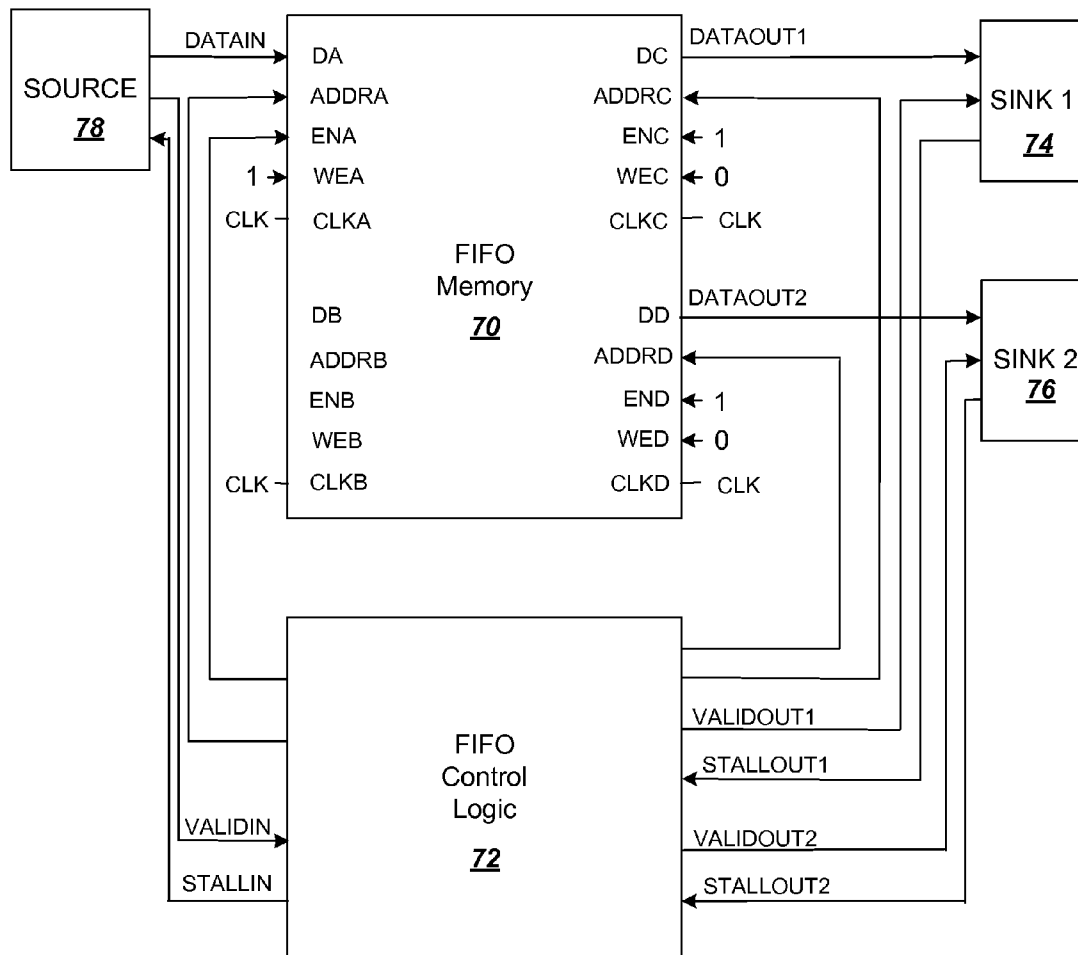 SOURCE
78
DATAIN
DA
ADDRA
ENA
1
WEA
CLK
CLKA
DB
ADDRB
ENB
WEB
CLK
CLKB
FIFO
Memory
70
DC
ADDRC
ENC
1
WEC
0
CLKC
CLK
DD
ADDRD
END
1
WED
0
CLKD
CLK
DATAOUT1
SINK 1
74
DATAOUT2
SINK 2
76
FIFO
Control
Logic
72
VALIDIN
STALLIN
VALIDOUT1
STALLOUT1
VALIDOUT2
STALLOUT2